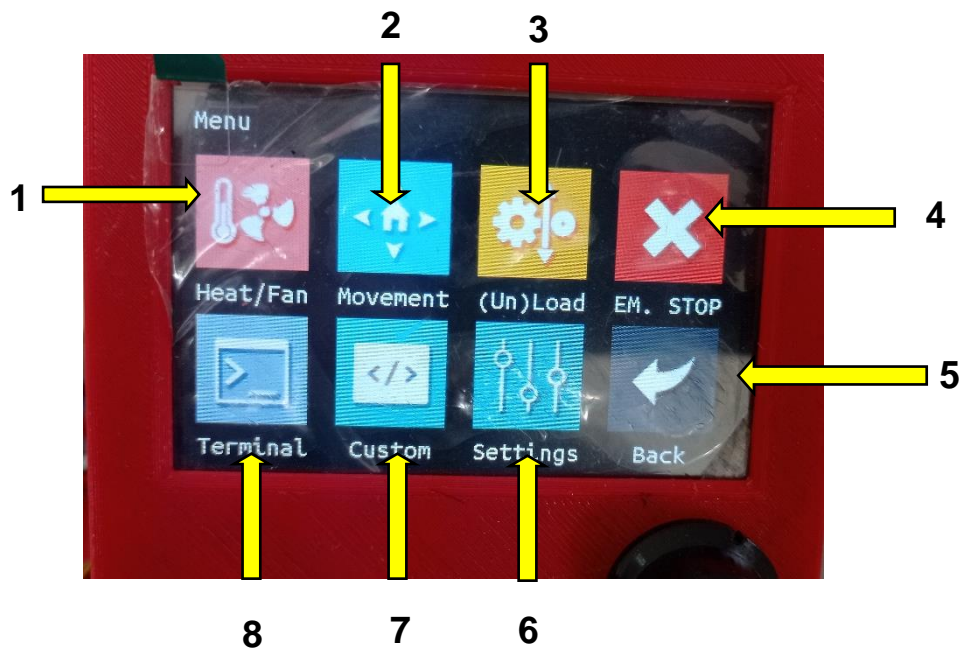 2 3
Menu
1
4
Heat/Fan Movement (Un)Load EM. STOP
5
Terminal Custom Settings Back
8 7 6